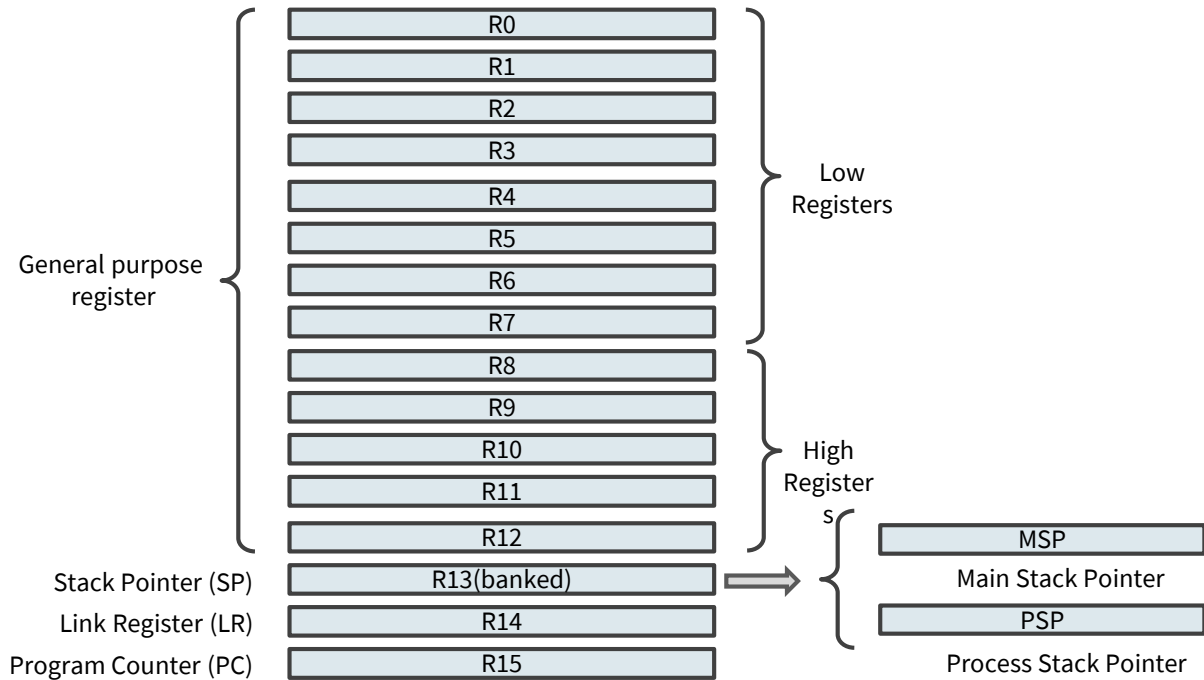 R0
R1
R2
R3
R4
R5
R6
R7
R8
R9
R10
R11
R12
R13(banked)
R14
R15
General purpose
register
Stack Pointer (SP)
Link Register (LR)
Program Counter (PC)
Low
Registers
High
Register
s
MSP
Main Stack Pointer
PSP
Process Stack Pointer